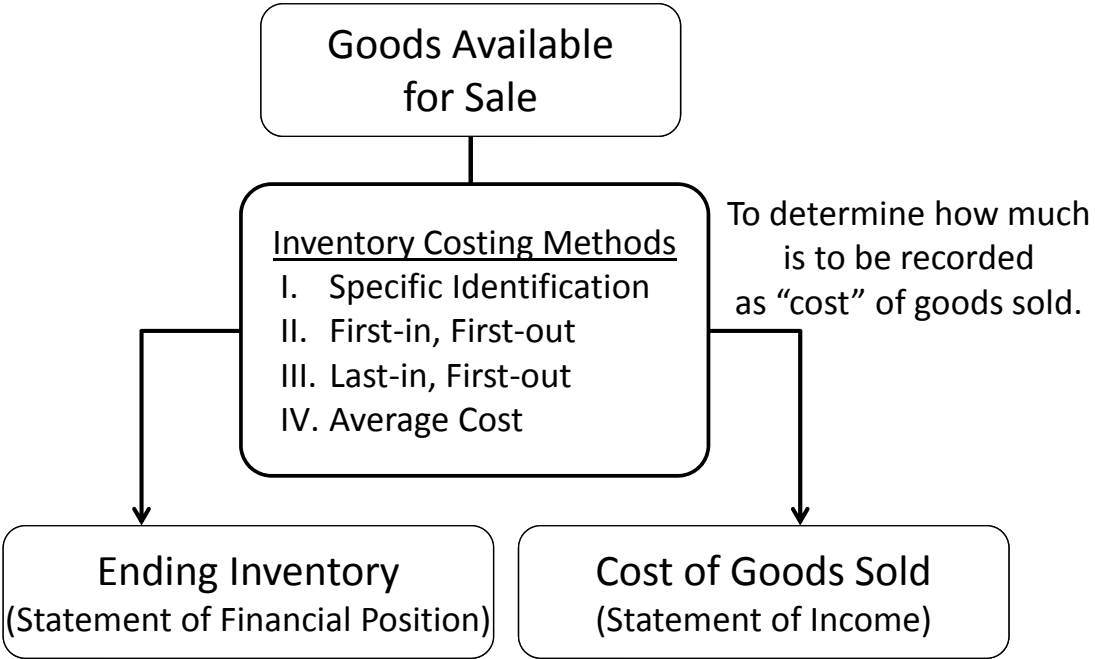 Goods Available
for Sale
Inventory Costing Methods
I. Specific Identification
II. First-in, First-out
III. Last-in, First-out
IV. Average Cost
To determine how much
is to be recorded
as “cost” of goods sold.
Ending Inventory
(Statement of Financial Position)
Cost of Goods Sold
(Statement of Income)